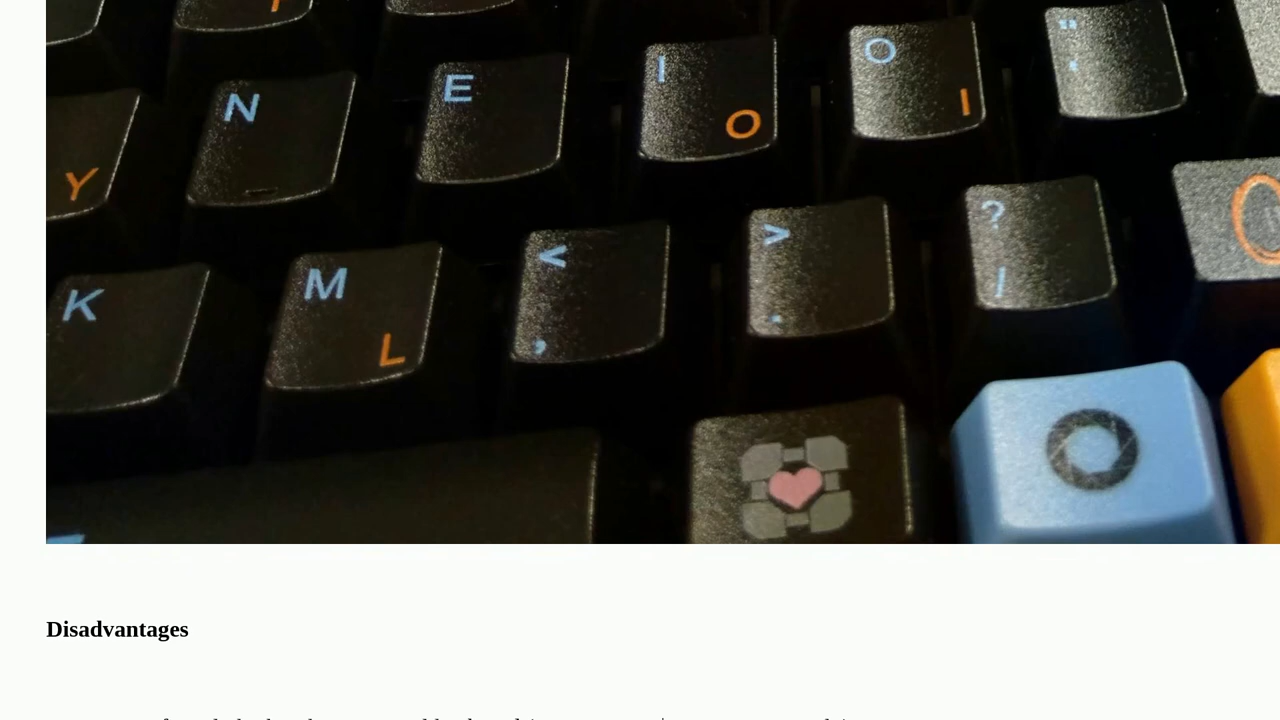 N E I O " '
Y O I
K M < > ? /
L , .
Disadvantages